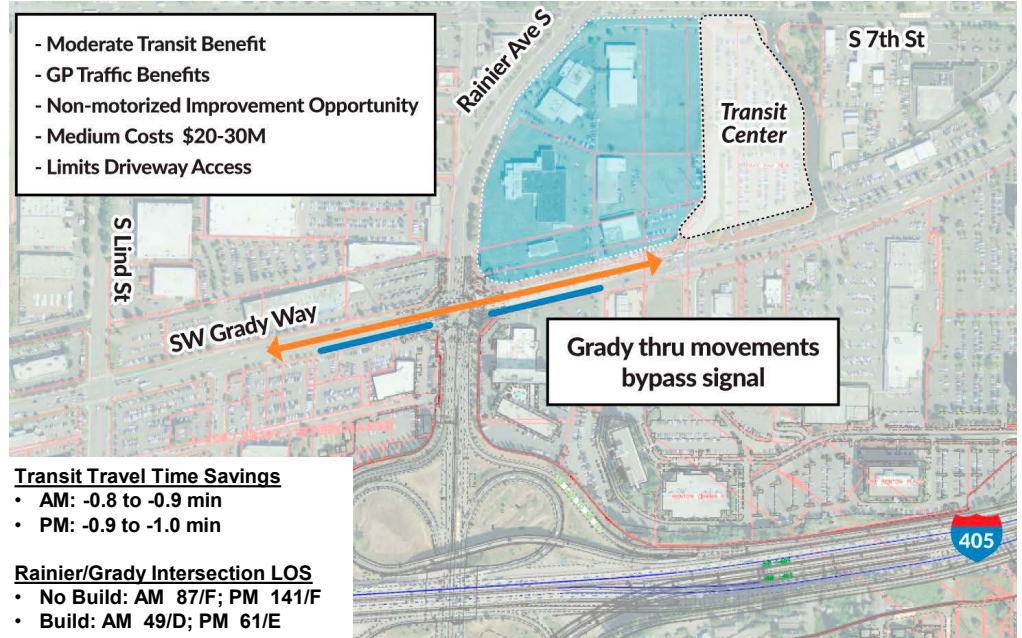 - Moderate Transit Benefit
- GP Traffic Benefits
- Non-motorized Improvement Opportunity
- Medium Costs $20-30M
- Limits Driveway Access
Rainier Ave S
S 7th St
Transit
Center
S Lind St
SW Grady Way
Grady thru movements
bypass signal
Transit Travel Time Savings
• AM: -0.8 to -0.9 min
• PM: -0.9 to -1.0 min
Rainier/Grady Intersection LOS
• No Build: AM 87/F; PM 141/F
• Build: AM 49/D; PM 61/E
405